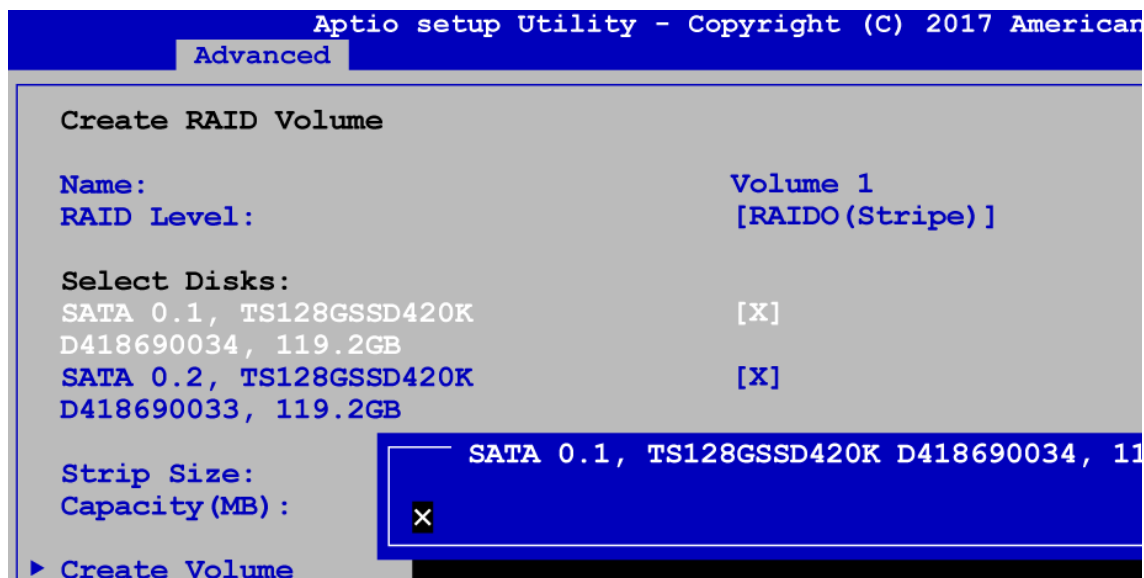 Aptio setup Utility - Copyright (C) 2017 American
Advanced
Create RAID Volume
Name: Volume 1
RAID Level: [RAIDO(Stripe)]
Select Disks:
SATA 0.1, TS128GSSD420K [X]
D418690034, 119.2GB
SATA 0.2, TS128GSSD420K [X]
D418690033, 119.2GB
SATA 0.1, TS128GSSD420K D418690034, 11
Strip Size:
Capacity(MB):
X
Create Volume